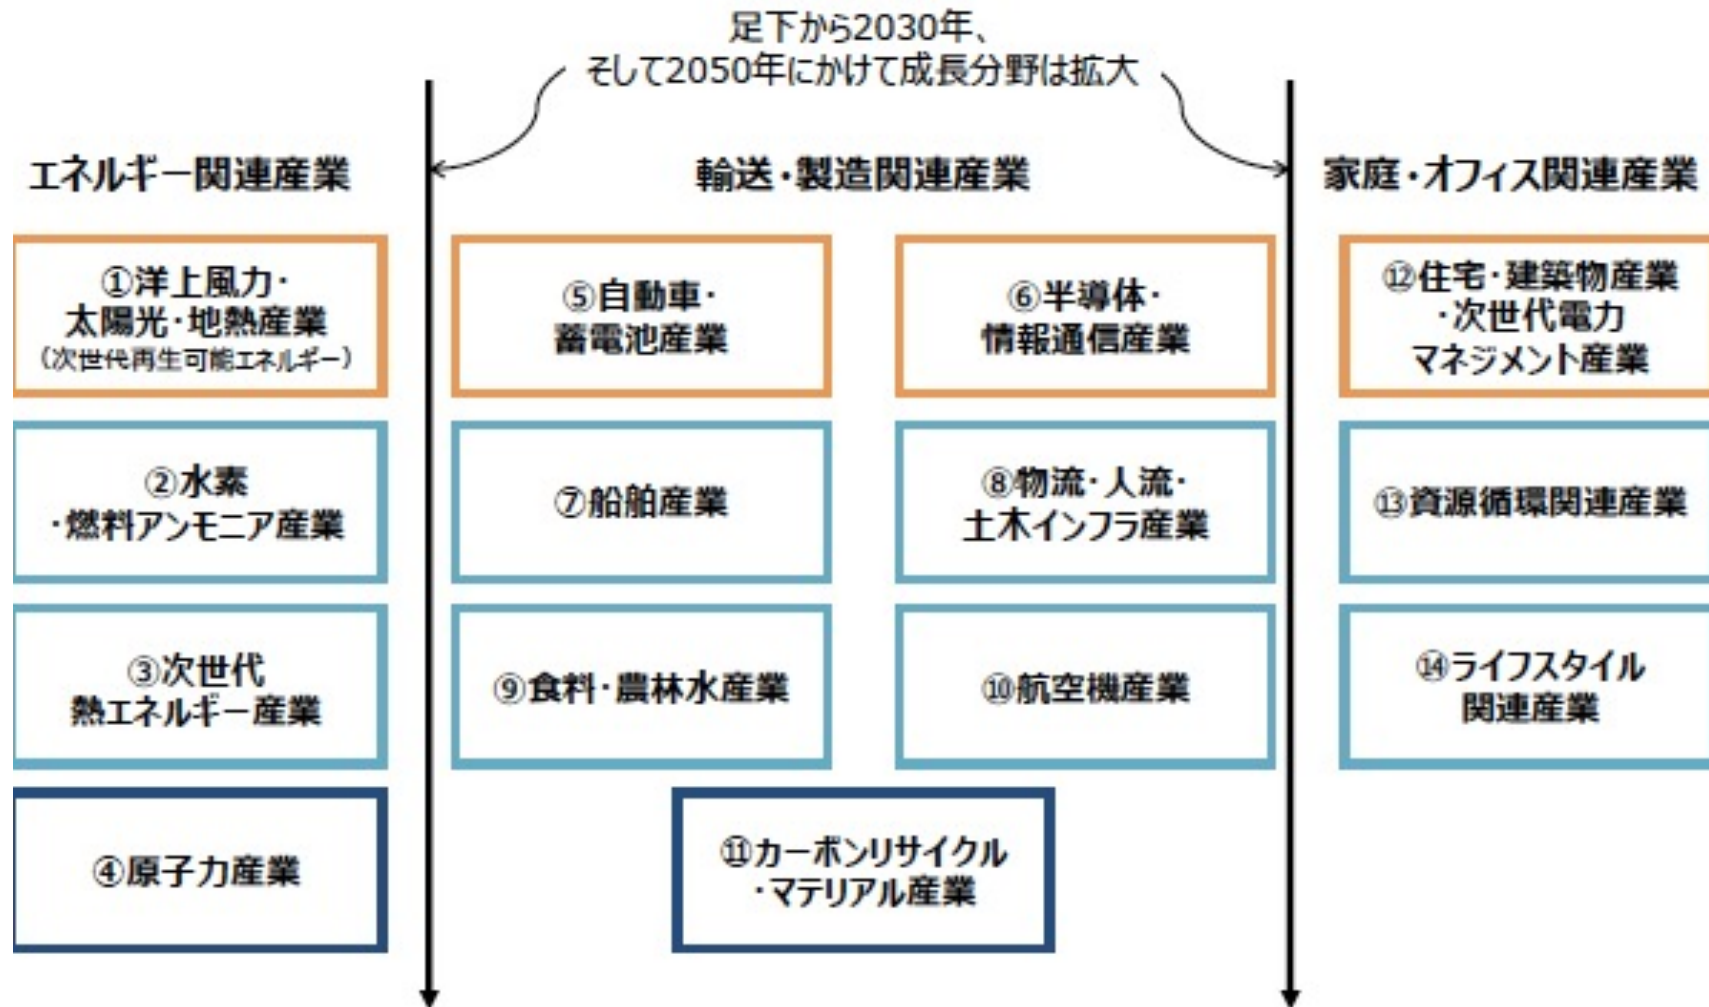 足下から2030年、
そして2050年にかけて成長分野は拡大
エネルギー関連産業
輸送・製造関連産業
家庭・オフィス関連産業
①洋上風力・
太陽光・地熱産業
（次世代再生可能エネルギー）
⑤自動車・
蓄電池産業
⑥半導体・
情報通信産業
⑫住宅・建築物産業
・次世代電力
マネジメント産業
②水素
・燃料アンモニア産業
⑦船舶産業
⑧物流・人流・
土木インフラ産業
⑬資源循環関連産業
③次世代
熱エネルギー産業
⑨食料・農林水産業
⑩航空機産業
⑭ライフスタイル
関連産業
④原子力産業
⑪カーボンリサイクル
・マテリアル産業